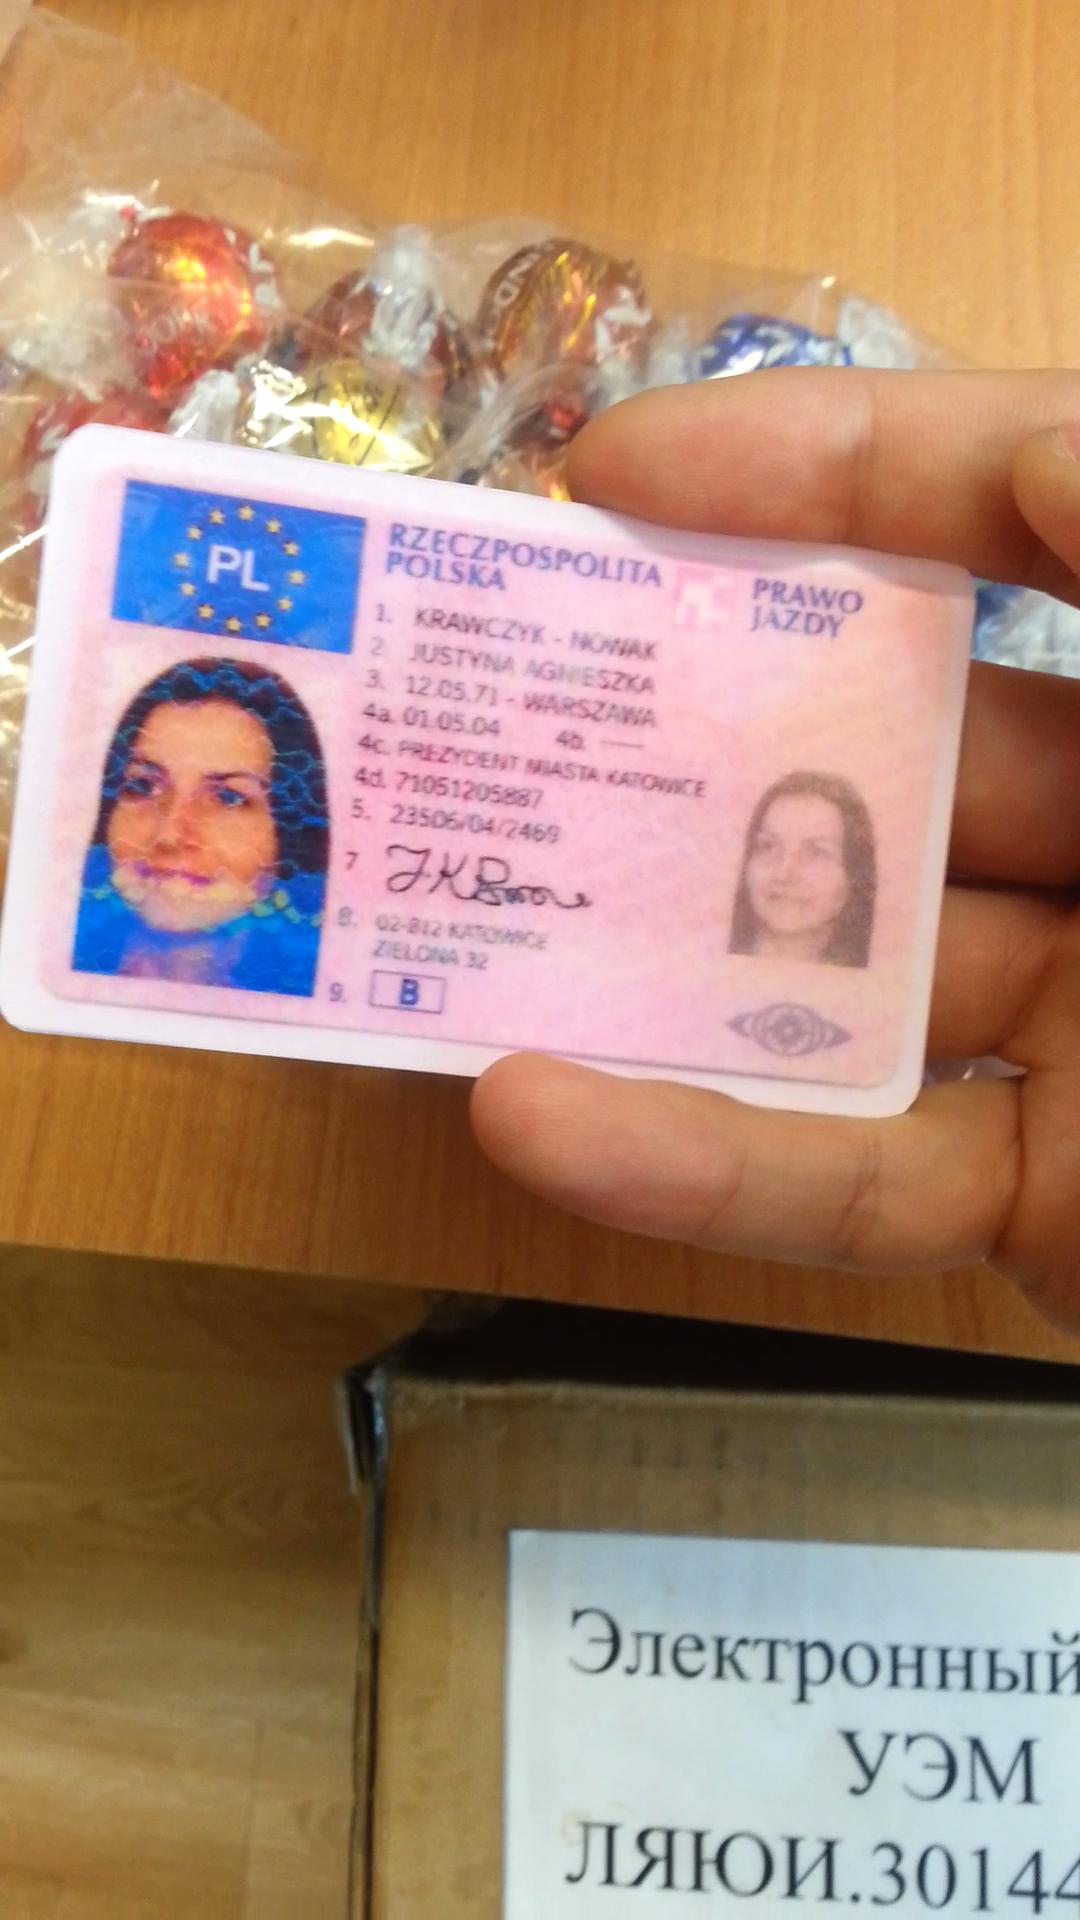 PL
RZECZPOSPOLITA
POLSKA
PRAWO
JAZDY
1. KRAWCZYK - NOWAK
2. JUSTYNA AGNIESZKA
3. 12.05.71 - WARSZAWA
4a. 01.05.04 4b. —
4c. PREZYDENT MIASTA KATOWICE
4d. 71051205887
5. 23506/04/2469
7
8. 02-812 KATOWICE
ZIELONA 32
9. B
Электронный
УЭМ
ЛЯЮИ.30144